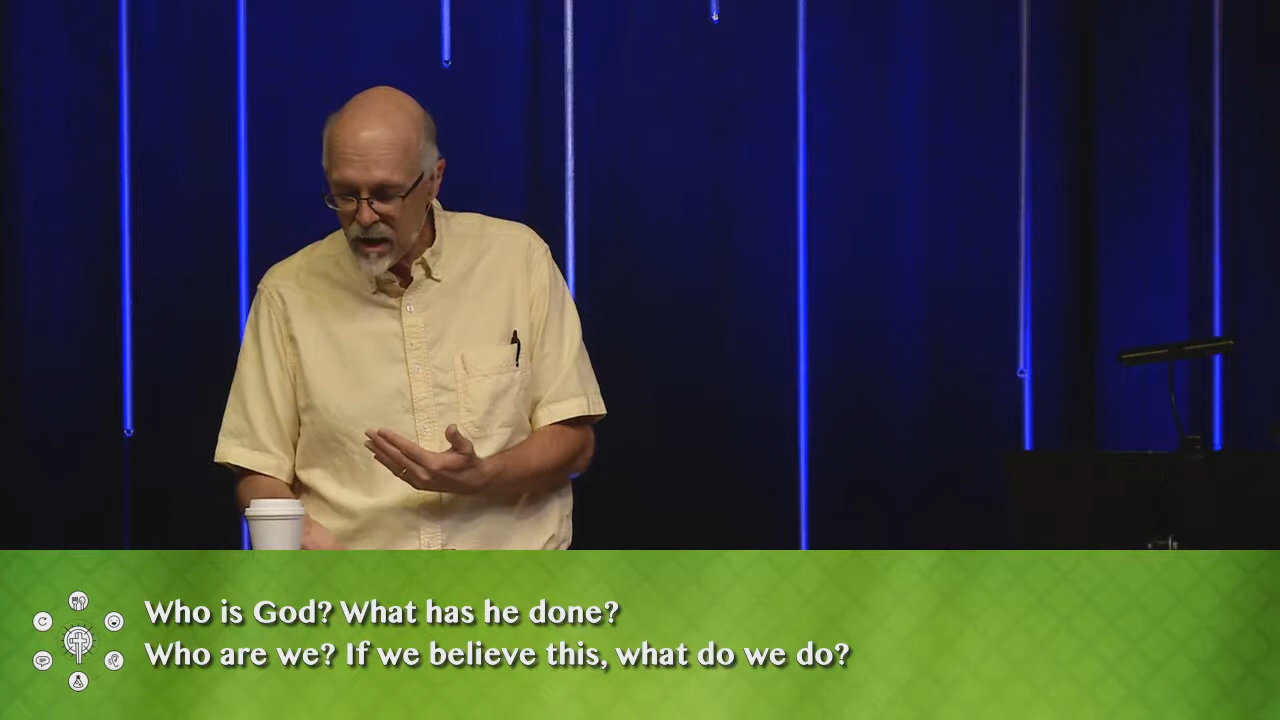 Who is God? What has he done?
Who are we? If we believe this, what do we do?